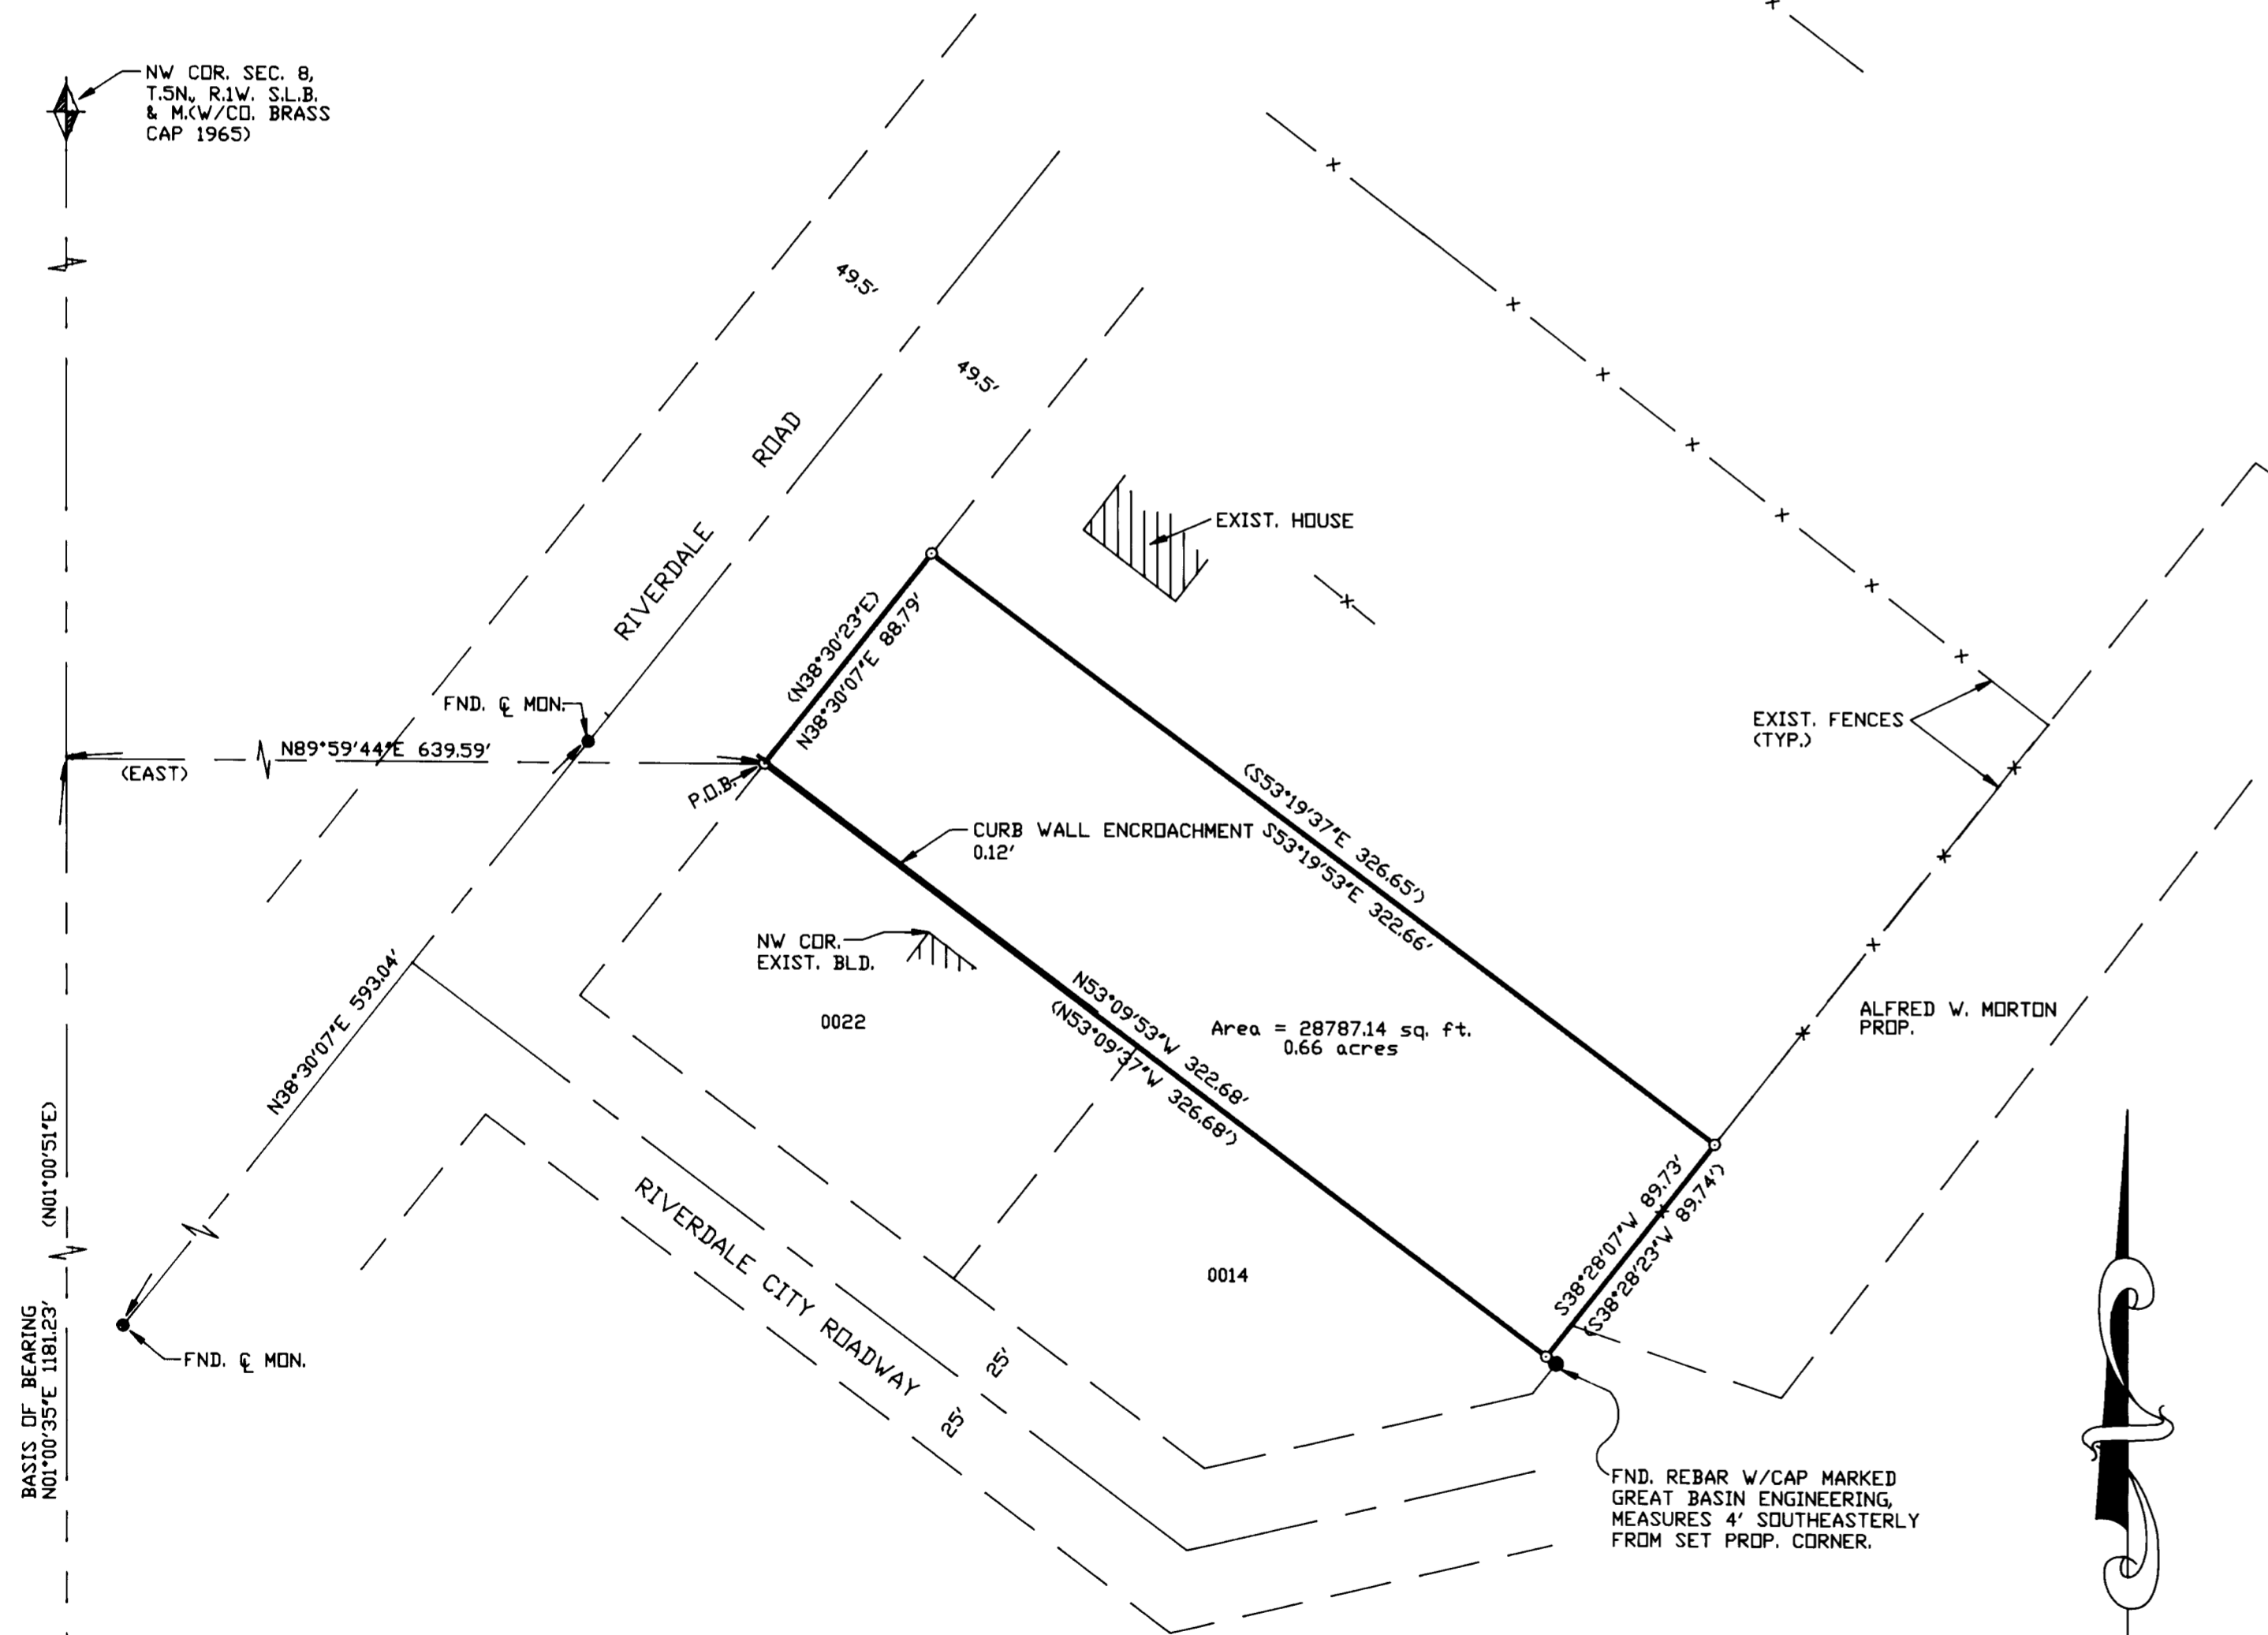 NW COR. SEC. 8,
T.5N., R.1W. S.L.B.
& M.(W/CO. BRASS
CAP 1965)
49.5'
49.5'
RIVERDALE ROAD
EXIST. HOUSE
(N38°30'23"E)
N38°30'07"E 88.79'
FND. ℄ MON.
N89°59'44"E 639.59'
(EAST)
P.O.B.
EXIST. FENCES
(TYP.)
(S53°19'37"E 326.65')
S53°19'53"E 322.66'
CURB WALL ENCROACHMENT
0.12'
NW COR.
EXIST. BLD.
0022
N53°09'53"W 322.68'
(N53°09'37"W 326.68')
Area = 28787.14 sq. ft.
0.66 acres
ALFRED W. MORTON
PROP.
N38°30'07"E 593.04'
S38°28'07"W 89.73'
(S38°28'23"W 89.74')
RIVERDALE CITY ROADWAY
25'
25'
0014
FND. ℄ MON.
BASIS OF BEARING
N01°00'35"E 1181.23' (N01°00'51"E)
FND. REBAR W/CAP MARKED
GREAT BASIN ENGINEERING,
MEASURES 4' SOUTHEASTERLY
FROM SET PROP. CORNER.